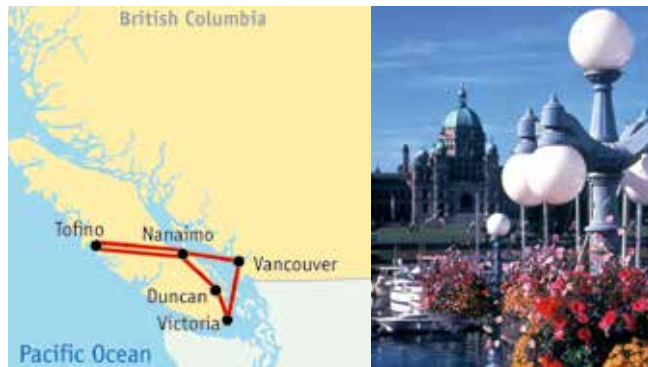 British Columbia
Tofino
Nanaimo
Vancouver
Duncan
Victoria
Pacific Ocean